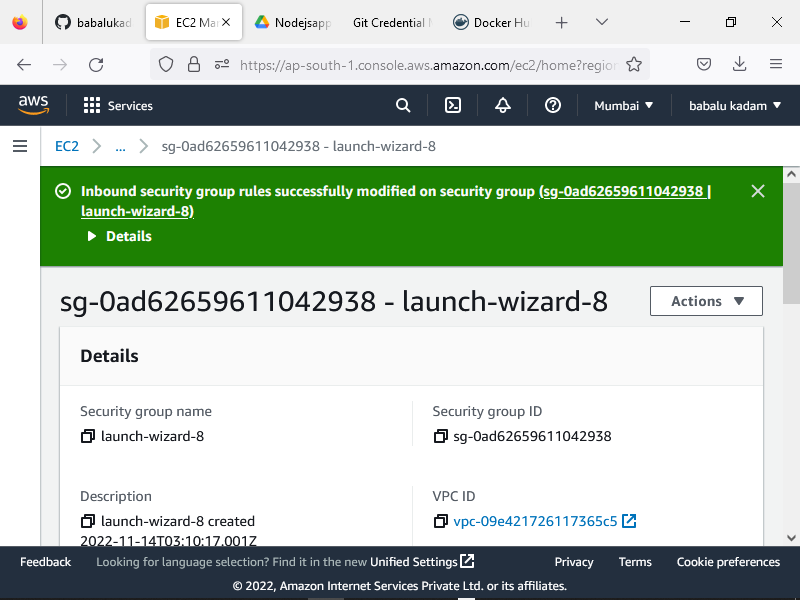 babalukad
EC2 Ma
Nodejsapp
Git Credential
Docker Hu
https://ap-south-1.console.aws.amazon.com/ec2/home?region
aws
Services
Mumbai
babalu kadam
EC2
...
sg-0ad62659611042938 - launch-wizard-8
Inbound security group rules successfully modified on security group (sg-0ad62659611042938 |
launch-wizard-8)
Details
sg-0ad62659611042938 - launch-wizard-8
Actions
Details
Security group name
launch-wizard-8
Security group ID
sg-0ad62659611042938
Description
launch-wizard-8 created
2022-11-14T03:10:17.001Z
VPC ID
vpc-09e421726117365c5
Feedback
Looking for language selection? Find it in the new Unified Settings
Privacy
Terms
Cookie preferences
© 2022, Amazon Internet Services Private Ltd. or its affiliates.